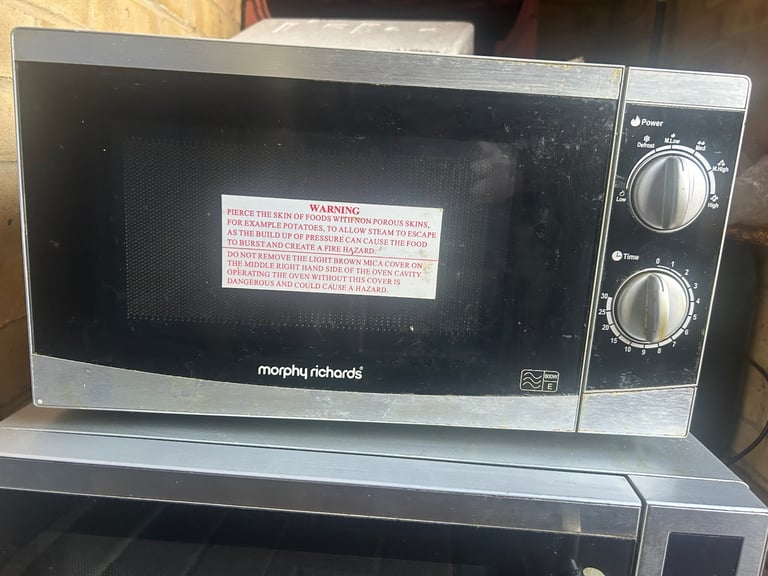 WARNING
PIERCE THE SKIN OF FOODS WITH NON POROUS SKINS,
FOR EXAMPLE POTATOES, TO ALLOW STEAM TO ESCAPE
AS THE BUILD UP OF PRESSURE CAN CAUSE THE FOOD
TO BURST AND CREATE A FIRE HAZARD.
DO NOT REMOVE THE LIGHT BROWN MICA COVER ON
THE MIDDLE RIGHT HAND SIDE OF THE OVEN CAVITY.
OPERATING THE OVEN WITHOUT THIS COVER IS
DANGEROUS AND COULD CAUSE A HAZARD.
morphy richards®
800W
E
Power
Low
Defrost
M.Low
Med
M.High
High
Time
0
1
2
3
4
5
6
7
8
9
10
15
20
25
30